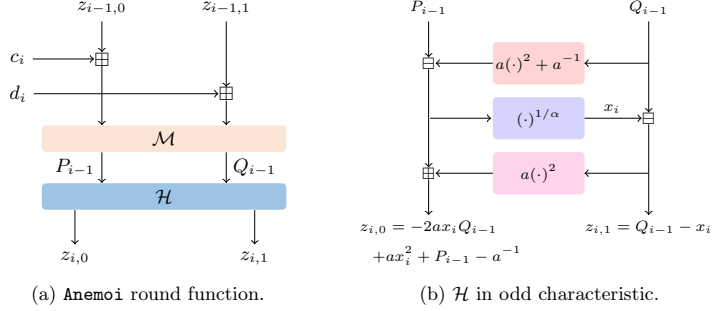 z_{i-1,0} z_{i-1,1}
c_i
d_i
M
P_{i-1} Q_{i-1}
H
z_{i,0} z_{i,1}
(a) Anemoi round function.
P_{i-1} Q_{i-1}
a(·)^2 + a^{-1}
(·)^{1/α} x_i
a(·)^2
z_{i,0} = −2ax_iQ_{i-1} z_{i,1} = Q_{i-1} − x_i
+ax_i^2 + P_{i-1} − a^{-1}
(b) H in odd characteristic.